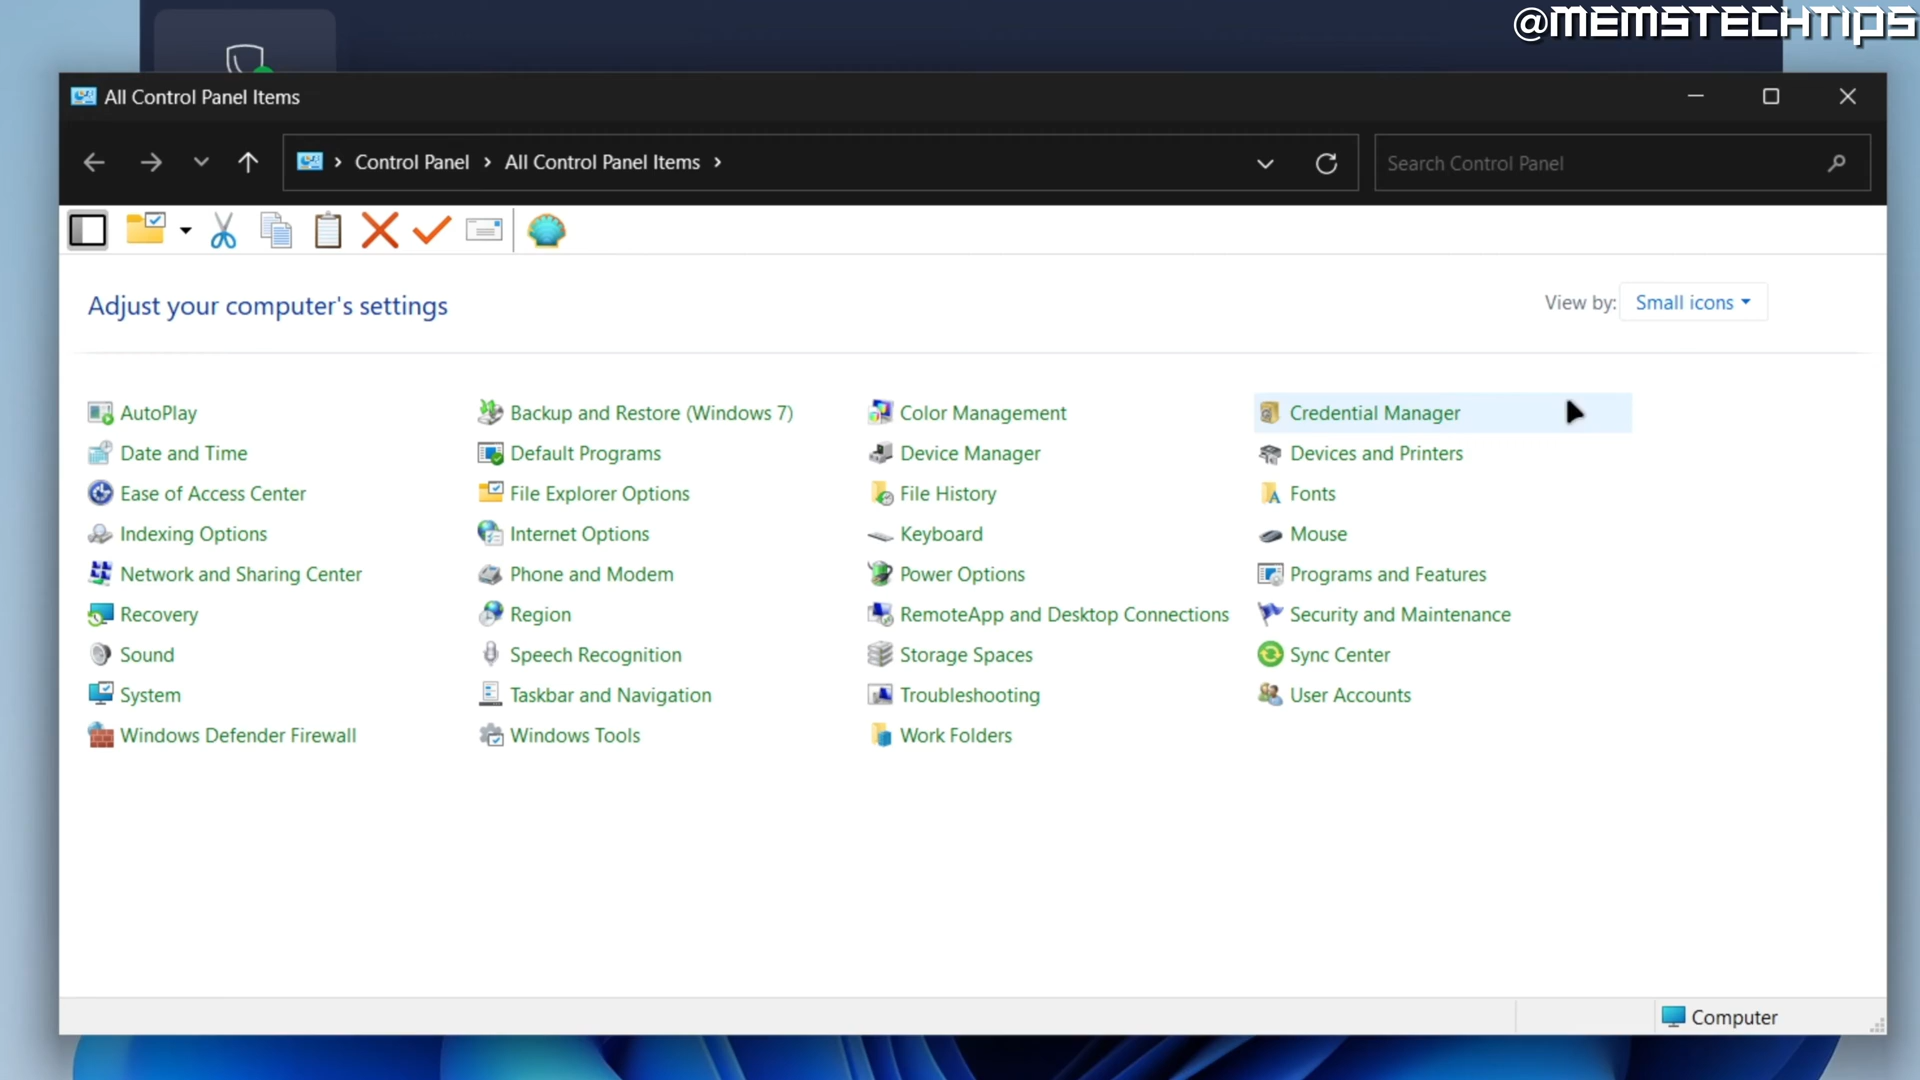 @MEMSTECHTIPS
All Control Panel Items
Control Panel All Control Panel Items
Search Control Panel
Adjust your computer's settings
View by: Small icons
AutoPlay Backup and Restore (Windows 7) Color Management Credential Manager
Date and Time Default Programs Device Manager Devices and Printers
Ease of Access Center File Explorer Options File History Fonts
Indexing Options Internet Options Keyboard Mouse
Network and Sharing Center Phone and Modem Power Options Programs and Features
Recovery Region RemoteApp and Desktop Connections Security and Maintenance
Sound Speech Recognition Storage Spaces Sync Center
System Taskbar and Navigation Troubleshooting User Accounts
Windows Defender Firewall Windows Tools Work Folders
Computer